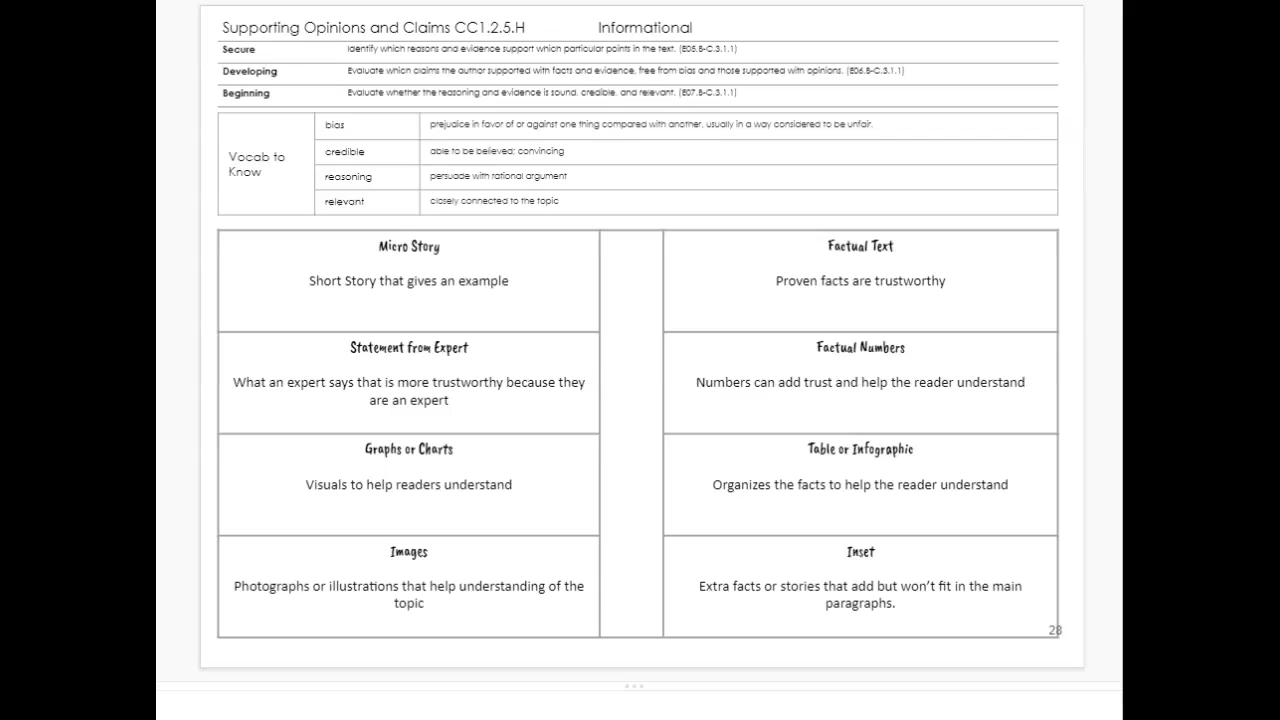 Supporting Opinions and Claims CC1.2.5.H Informational
Secure Identify which reasons and evidence support which particular points in the text. (E05.B-C.3.1.1)
Developing Evaluate which claims the author supported with facts and evidence, free from bias and those supported with opinions. (E06.B-C.3.1.1)
Beginning Evaluate whether the reasoning and evidence is sound, credible, and relevant. (E07.B-C.3.1.1)
Vocab to Know
bias prejudice in favor of or against one thing compared with another, usually in a way considered to be unfair.
credible able to be believed; convincing
reasoning persuade with rational argument
relevant closely connected to the topic
Micro Story
Short Story that gives an example
Factual Text
Proven facts are trustworthy
Statement from Expert
What an expert says that is more trustworthy because they
are an expert
Factual Numbers
Numbers can add trust and help the reader understand
Graphs or Charts
Visuals to help readers understand
Table or Infographic
Organizes the facts to help the reader understand
Images
Photographs or illustrations that help understanding of the
topic
Inset
Extra facts or stories that add but won't fit in the main
paragraphs.
28